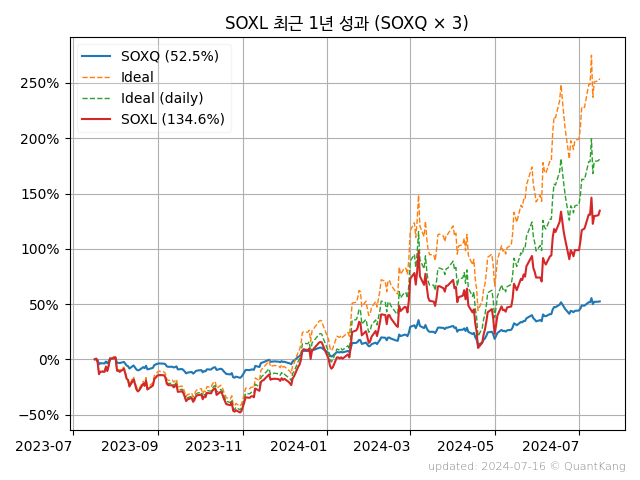 SOXL 최근 1년 성과 (SOXQ × 3)
SOXQ (52.5%)
Ideal
Ideal (daily)
SOXL (134.6%)
250%
200%
150%
100%
50%
0%
−50%
2023-07 2023-09 2023-11 2024-01 2024-03 2024-05 2024-07
updated: 2024-07-16 © QuantKang